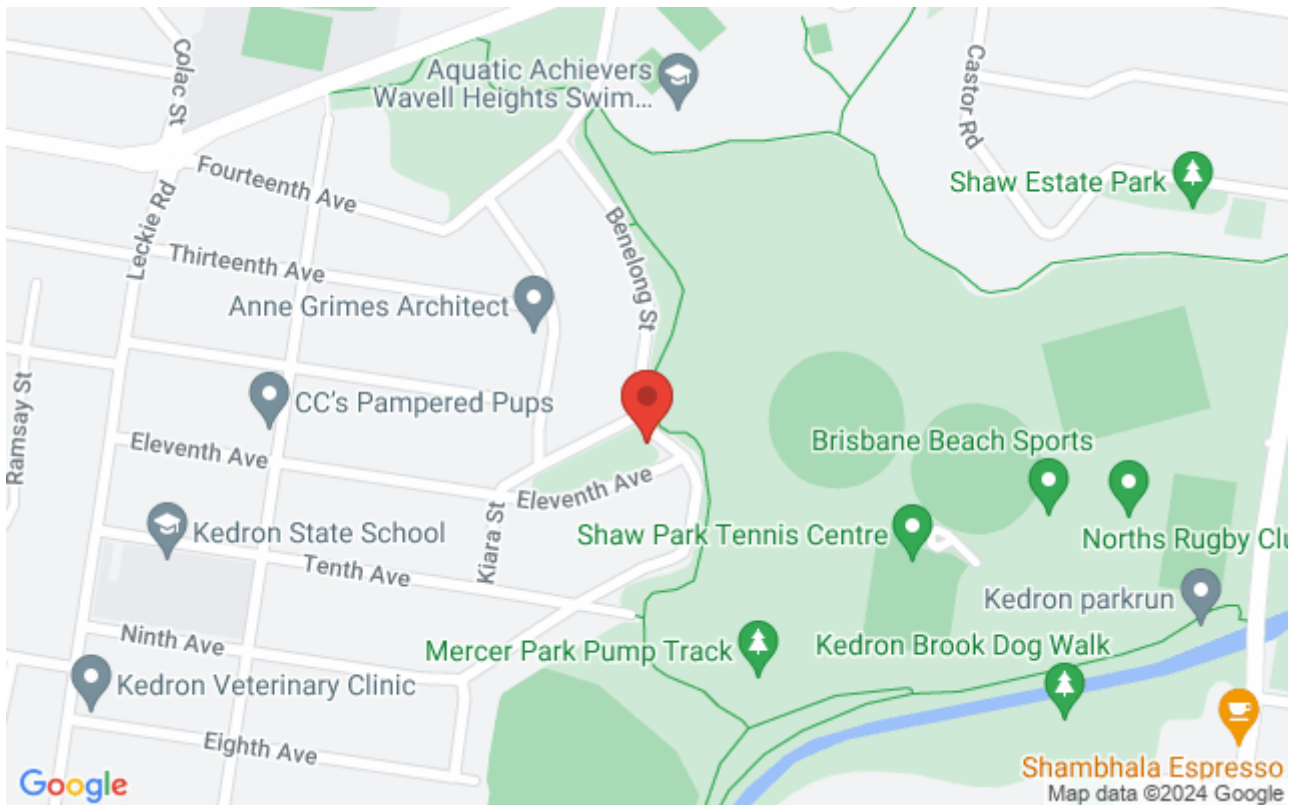 Colac St
Aquatic Achievers
Wavell Heights Swim...
Castor Rd
Fourteenth Ave
Shaw Estate Park
Leckie Rd
Benelong St
Thirteenth Ave
Anne Grimes Architect
Ramsay St
CC's Pampered Pups
Eleventh Ave
Brisbane Beach Sports
Eleventh Ave
Kiara St
Kedron State School
Shaw Park Tennis Centre
Norths Rugby Clu
Tenth Ave
Kedron parkrun
Ninth Ave
Mercer Park Pump Track
Kedron Brook Dog Walk
Kedron Veterinary Clinic
Eighth Ave
Shambhala Espresso
Google
Map data ©2024 Google